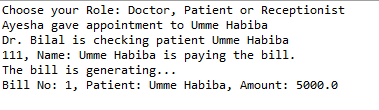 Choose your Role: Doctor, Patient or Receptionist
Ayesha gave appointment to Umme Habiba
Dr. Bilal is checking patient Umme Habiba
111, Name: Umme Habiba is paying the bill.
The bill is generating...
Bill No: 1, Patient: Umme Habiba, Amount: 5000.0